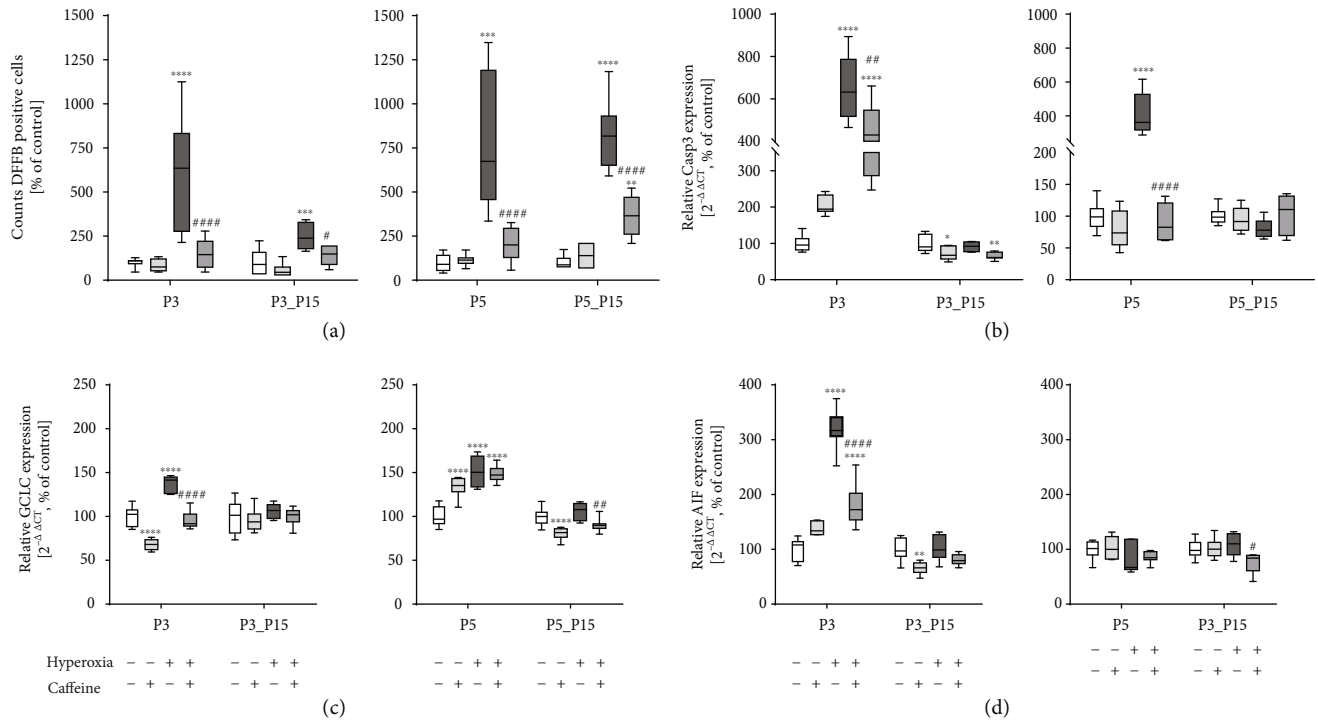 1500
1250
1000
750
500
250
0
Counts DFFB positive cells
[% of control]
****
####
***
#
P3
P3_P15
1500
1250
1000
750
500
250
0
***
####
****
####
**
P5
P5_P15
(a)
1000
800
600
400
200
100
0
Relative Casp3 expression
[2^-Δ ΔCT, % of control]
****
##
****
*
**
P3
P3_P15
1000
800
600
400
200
150
100
50
0
****
####
P5
P5_P15
(b)
250
200
150
100
50
0
Relative GCLC expression
[2^-Δ ΔCT, % of control]
****
****
####
P3
P3_P15
250
200
150
100
50
0
****
****
****
****
##
P5
P5_P15
Hyperoxia − − + + − − + + − − + + − − + +
Caffeine − + − + − + − + − + − + − + − +
(c)
400
300
200
100
0
Relative AIF expression
[2^-Δ ΔCT, % of control]
****
####
****
**
P3
P3_P15
400
300
200
100
0
#
P5
P3_P15
− − + + − − + + − − + + − − + +
− + − + − + − + − + − + − + − +
(d)